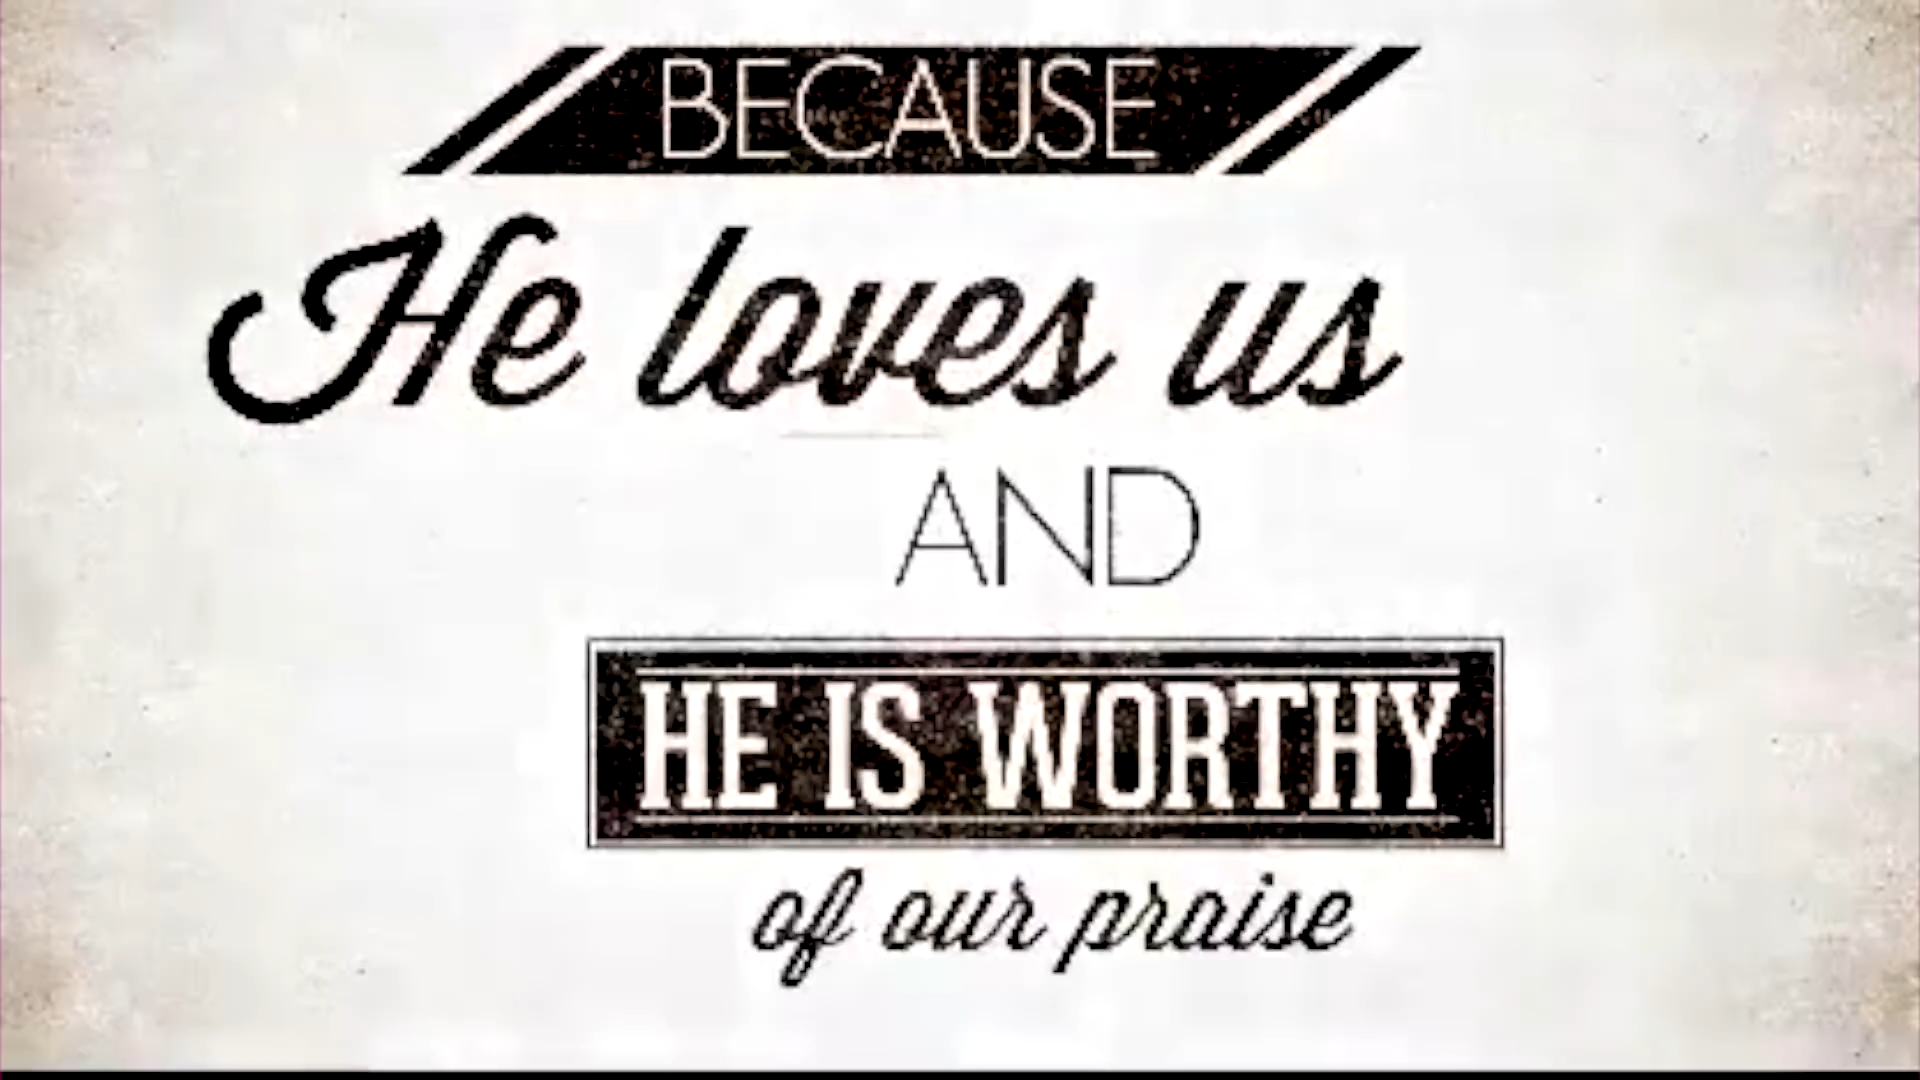 BECAUSE
He loves us
AND
HE IS WORTHY
of our praise